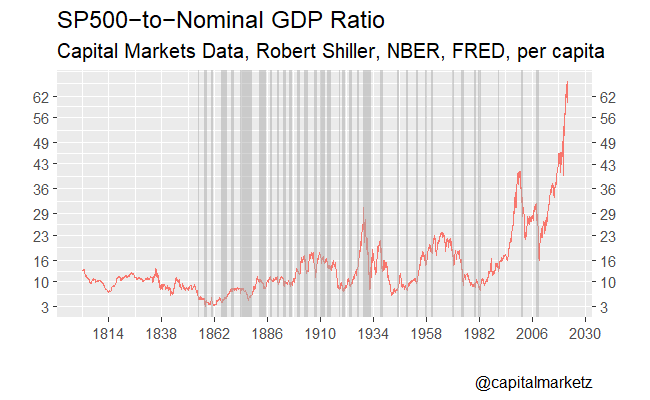 SP500−to−Nominal GDP Ratio
Capital Markets Data, Robert Shiller, NBER, FRED, per capita
62 62
56 56
49 49
43 43
36 36
29 29
23 23
16 16
10 10
3 3
1814 1838 1862 1886 1910 1934 1958 1982 2006 2030
@capitalmarketz